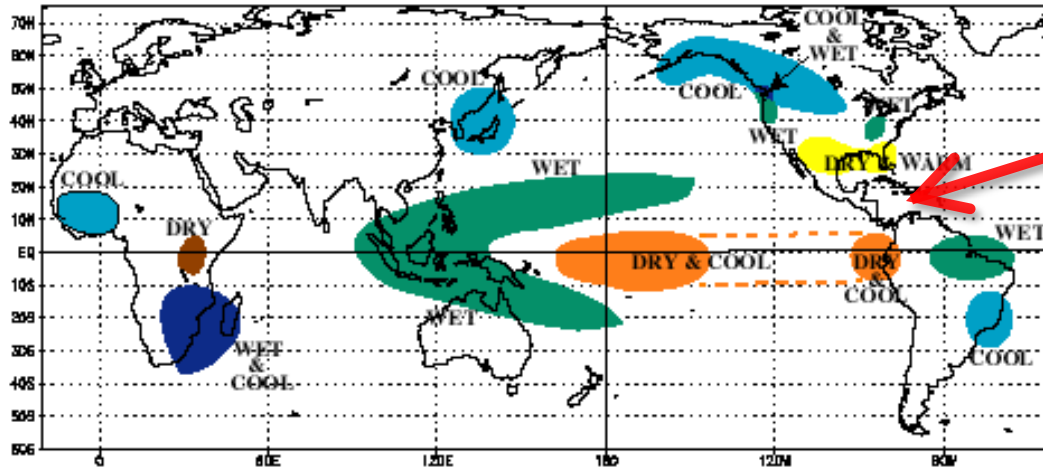 70N
COOL
&
WET
60N
COOL
50N
COOL
40N
WET
WET
30N
WET
DRY
WARM
20N
COOL
10N
DRY
WET
EQ
DRY & COOL
DRY
&
COOL
10S
WET
20S
30S
WET
&
COOL
COOL
40S
50S
60S
0
60E
120E
180
120W
60W